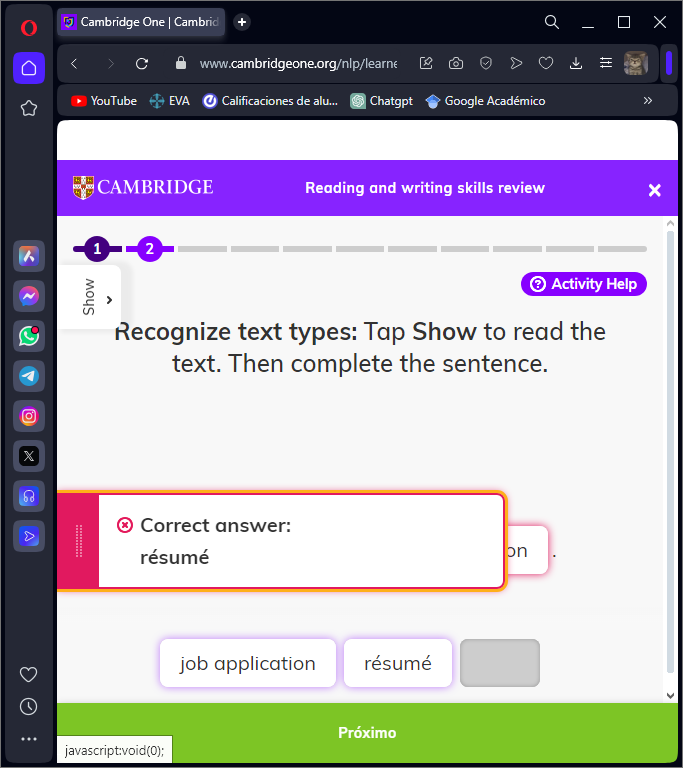 Cambridge One | Cambrid
www.cambridgeone.org/nlp/learne
YouTube
EVA
Calificaciones de alu...
Chatgpt
Google Académico
CAMBRIDGE
Reading and writing skills review
1
2
Activity Help
Show
Recognize text types: Tap Show to read the
text. Then complete the sentence.
Correct answer:
résumé
on .
job application
résumé
Próximo
javascript:void(0);